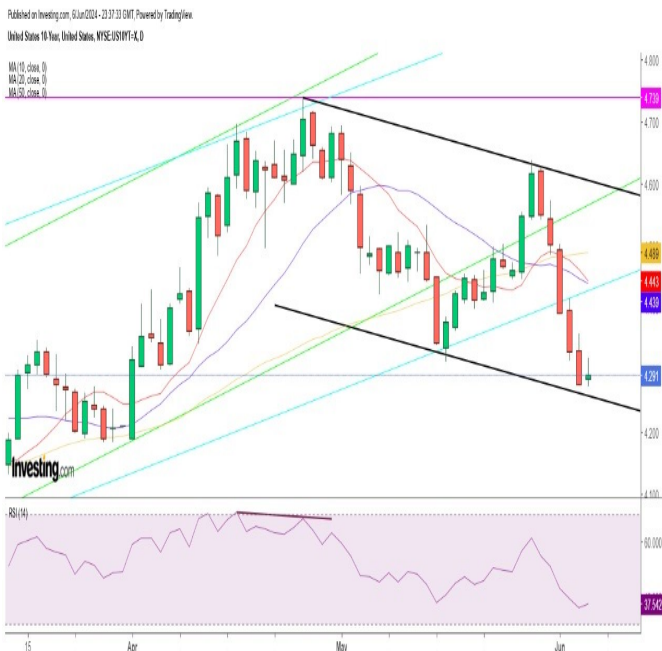 Published on Investing.com, 6/Jun/2024 - 23:37:33 GMT, Powered by TradingView.
United States 10-Year, United States, NYSE:US10YT=X, D
MA (10, close, 0)
MA (20, close, 0)
MA (50, close, 0)
4.800
4.739
4.700
4.600
4.489
4.443
4.439
4.291
4.200
4.100
Investing.com
RSI (14)
60.000
37.542
15 Apr May Jun